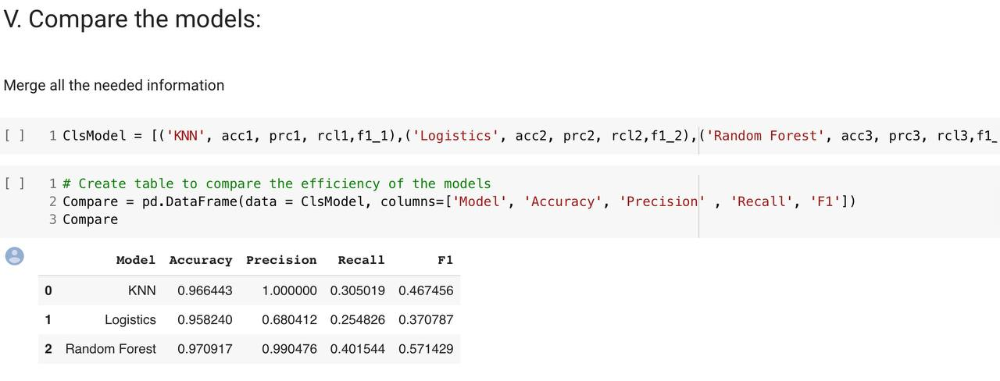 V. Compare the models:
Merge all the needed information
[ ] 1 ClsModel = [('KNN', acc1, prc1, rcl1,f1_1),('Logistics', acc2, prc2, rcl2,f1_2),('Random Forest', acc3, prc3, rcl3,f1_
[ ] 1 # Create table to compare the efficiency of the models
2 Compare = pd.DataFrame(data = ClsModel, columns=['Model', 'Accuracy', 'Precision' , 'Recall', 'F1'])
3 Compare
Model Accuracy Precision Recall F1
0 KNN 0.966443 1.000000 0.305019 0.467456
1 Logistics 0.958240 0.680412 0.254826 0.370787
2 Random Forest 0.970917 0.990476 0.401544 0.571429